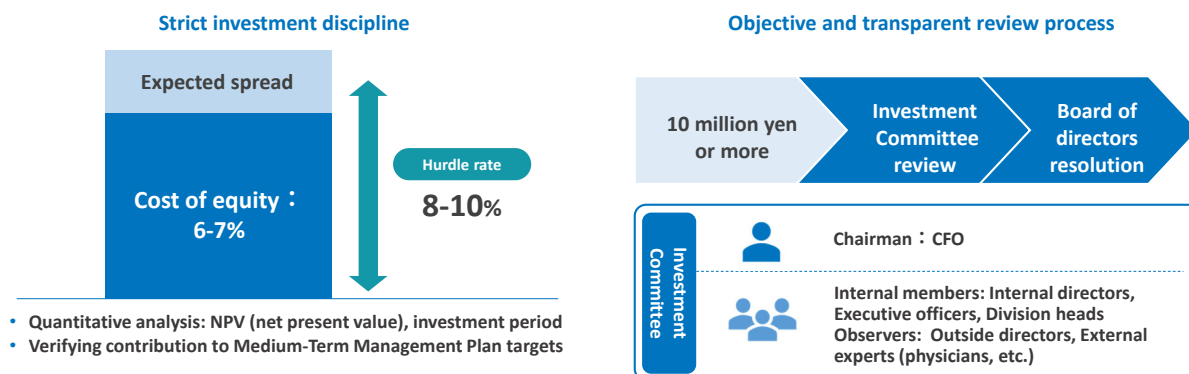 Strict investment discipline
Expected spread
Cost of equity：
6-7%
Hurdle rate
8-10%
• Quantitative analysis: NPV (net present value), investment period
• Verifying contribution to Medium-Term Management Plan targets
Objective and transparent review process
10 million yen
or more
Investment
Committee
review
Board of
directors
resolution
Investment
Committee
Chairman：CFO
Internal members: Internal directors,
Executive officers, Division heads
Observers:  Outside directors, External
experts (physicians, etc.)